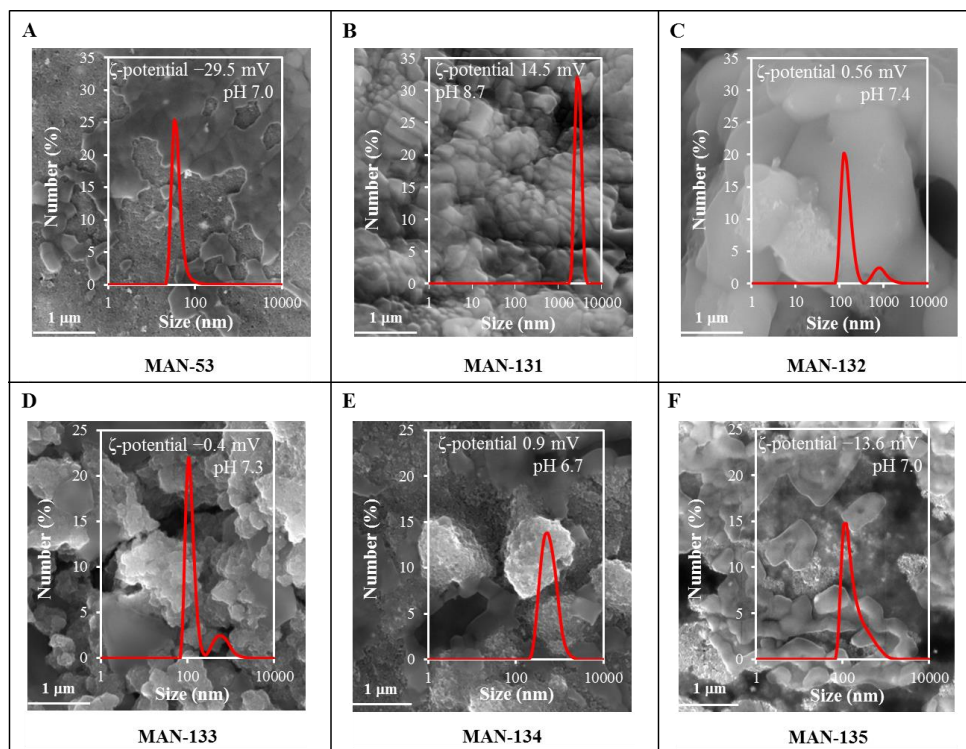 A
ζ-potential −29.5 mV
pH 7.0
Number (%)
35
30
25
20
15
10
5
0
1 100 10000
Size (nm)
1 μm
MAN-53
B
ζ-potential 14.5 mV
pH 8.7
Number (%)
35
30
25
20
15
10
5
0
1 10 100 1000 10000
Size (nm)
1 μm
MAN-131
C
ζ-potential 0.56 mV
pH 7.4
Number (%)
35
30
25
20
15
10
5
0
1 10 100 1000 10000
Size (nm)
1 μm
MAN-132
D
ζ-potential −0.4 mV
pH 7.3
Number (%)
25
20
15
10
5
0
1 100 10000
Size (nm)
1 μm
MAN-133
E
ζ-potential 0.9 mV
pH 6.7
Number (%)
25
20
15
10
5
0
1 10 100 1000 10000
Size (nm)
1 μm
MAN-134
F
ζ-potential −13.6 mV
pH 7.0
Number (%)
25
20
15
10
5
0
1 100 10000
Size (nm)
1 μm
MAN-135